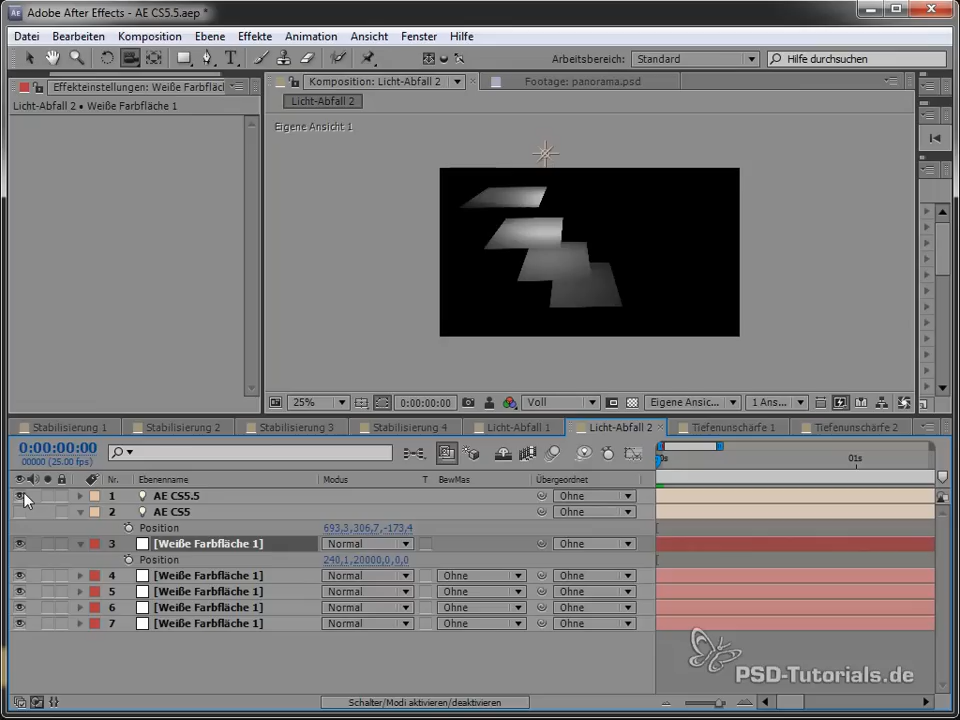 Adobe After Effects - AE CS5.5.aep *
Datei Bearbeiten Komposition Ebene Effekte Animation Ansicht Fenster Hilfe
Arbeitsbereich: Standard Hilfe durchsuchen
Effekteinstellungen: Weiße Farbfläcl Komposition: Licht-Abfall 2 Footage: panorama.psd
Licht-Abfall 2 • Weiße Farbfläche 1 Licht-Abfall 2
Eigene Ansicht 1
25% 0:00:00:00 Voll Eigene Ansic... 1 Ans...
Stabilisierung 1 Stabilisierung 2 Stabilisierung 3 Stabilisierung 4 Licht-Abfall 1 Licht-Abfall 2 Tiefenunschärfe 1 Tiefenunschärfe 2
0:00:00:00
00000 (25.00 fps)
0s 01s
Nr. Ebenenname Modus T BewMas Übergeordnet
1 AE CS5.5 Ohne
2 AE CS5 Ohne
Position 693,3,306,7,-173,4
3 [Weiße Farbfläche 1] Normal Ohne
Position 240,1,20000,0,0,0
4 [Weiße Farbfläche 1] Normal Ohne Ohne
5 [Weiße Farbfläche 1] Normal Ohne Ohne
6 [Weiße Farbfläche 1] Normal Ohne Ohne
7 [Weiße Farbfläche 1] Normal Ohne Ohne
PSD-Tutorials.de
Schalter/Modi aktivieren/deaktivieren